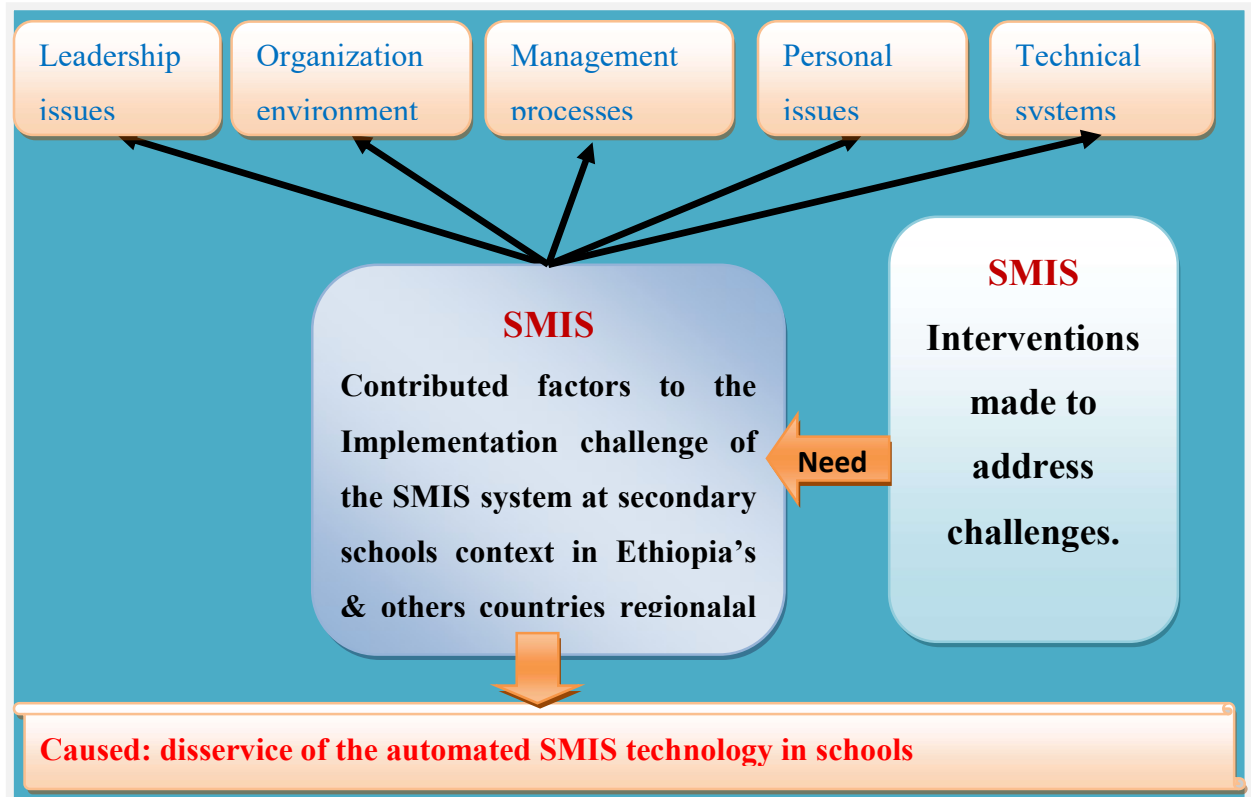 Leadership
issues
Organization
environment
Management
processes
Personal
issues
Technical
systems
SMIS
Contributed factors to the
Implementation challenge of
the SMIS system at secondary
schools context in Ethiopia's
& others countries regionalal
Need
SMIS
Interventions
made to
address
challenges.
Caused: disservice of the automated SMIS technology in schools